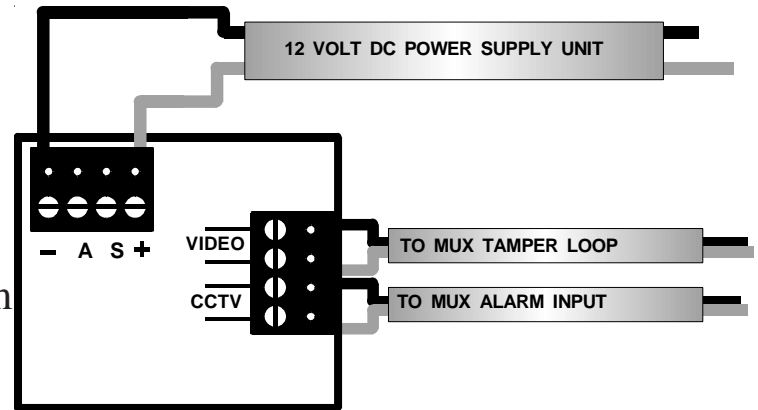 12 VOLT DC POWER SUPPLY UNIT
- A S +
VIDEO
TO MUX TAMPER LOOP
CCTV
TO MUX ALARM INPUT